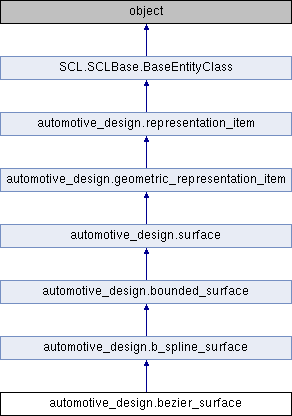 object
SCL.SCLBase.BaseEntityClass
automotive_design.representation_item
automotive_design.geometric_representation_item
automotive_design.surface
automotive_design.bounded_surface
automotive_design.b_spline_surface
automotive_design.bezier_surface